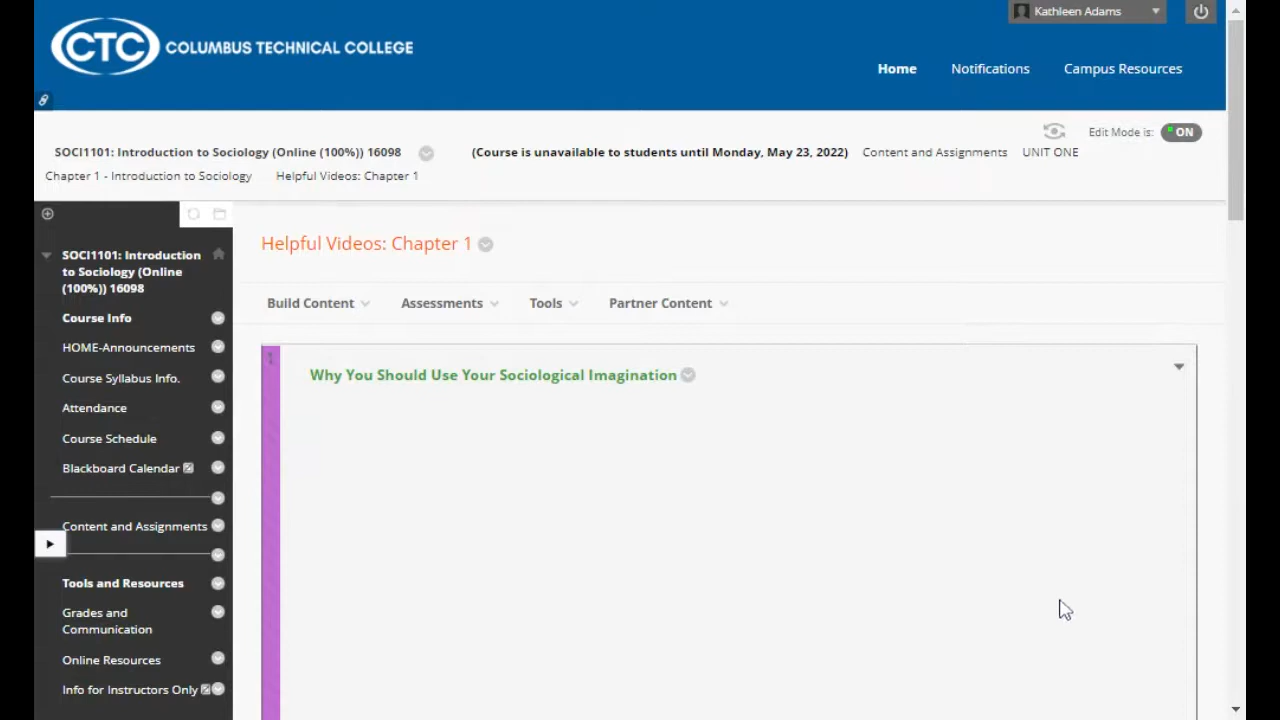 Kathleen Adams
CTC COLUMBUS TECHNICAL COLLEGE
Home Notifications Campus Resources
Edit Mode is: ON
SOCI1101: Introduction to Sociology (Online (100%)) 16098 (Course is unavailable to students until Monday, May 23, 2022) Content and Assignments UNIT ONE
Chapter 1 - Introduction to Sociology Helpful Videos: Chapter 1
SOCI1101: Introduction
to Sociology (Online
(100%)) 16098
Course Info
HOME-Announcements
Course Syllabus Info.
Attendance
Course Schedule
Blackboard Calendar
Content and Assignments
Tools and Resources
Grades and
Communication
Online Resources
Info for Instructors Only
Helpful Videos: Chapter 1
Build Content Assessments Tools Partner Content
1
Why You Should Use Your Sociological Imagination